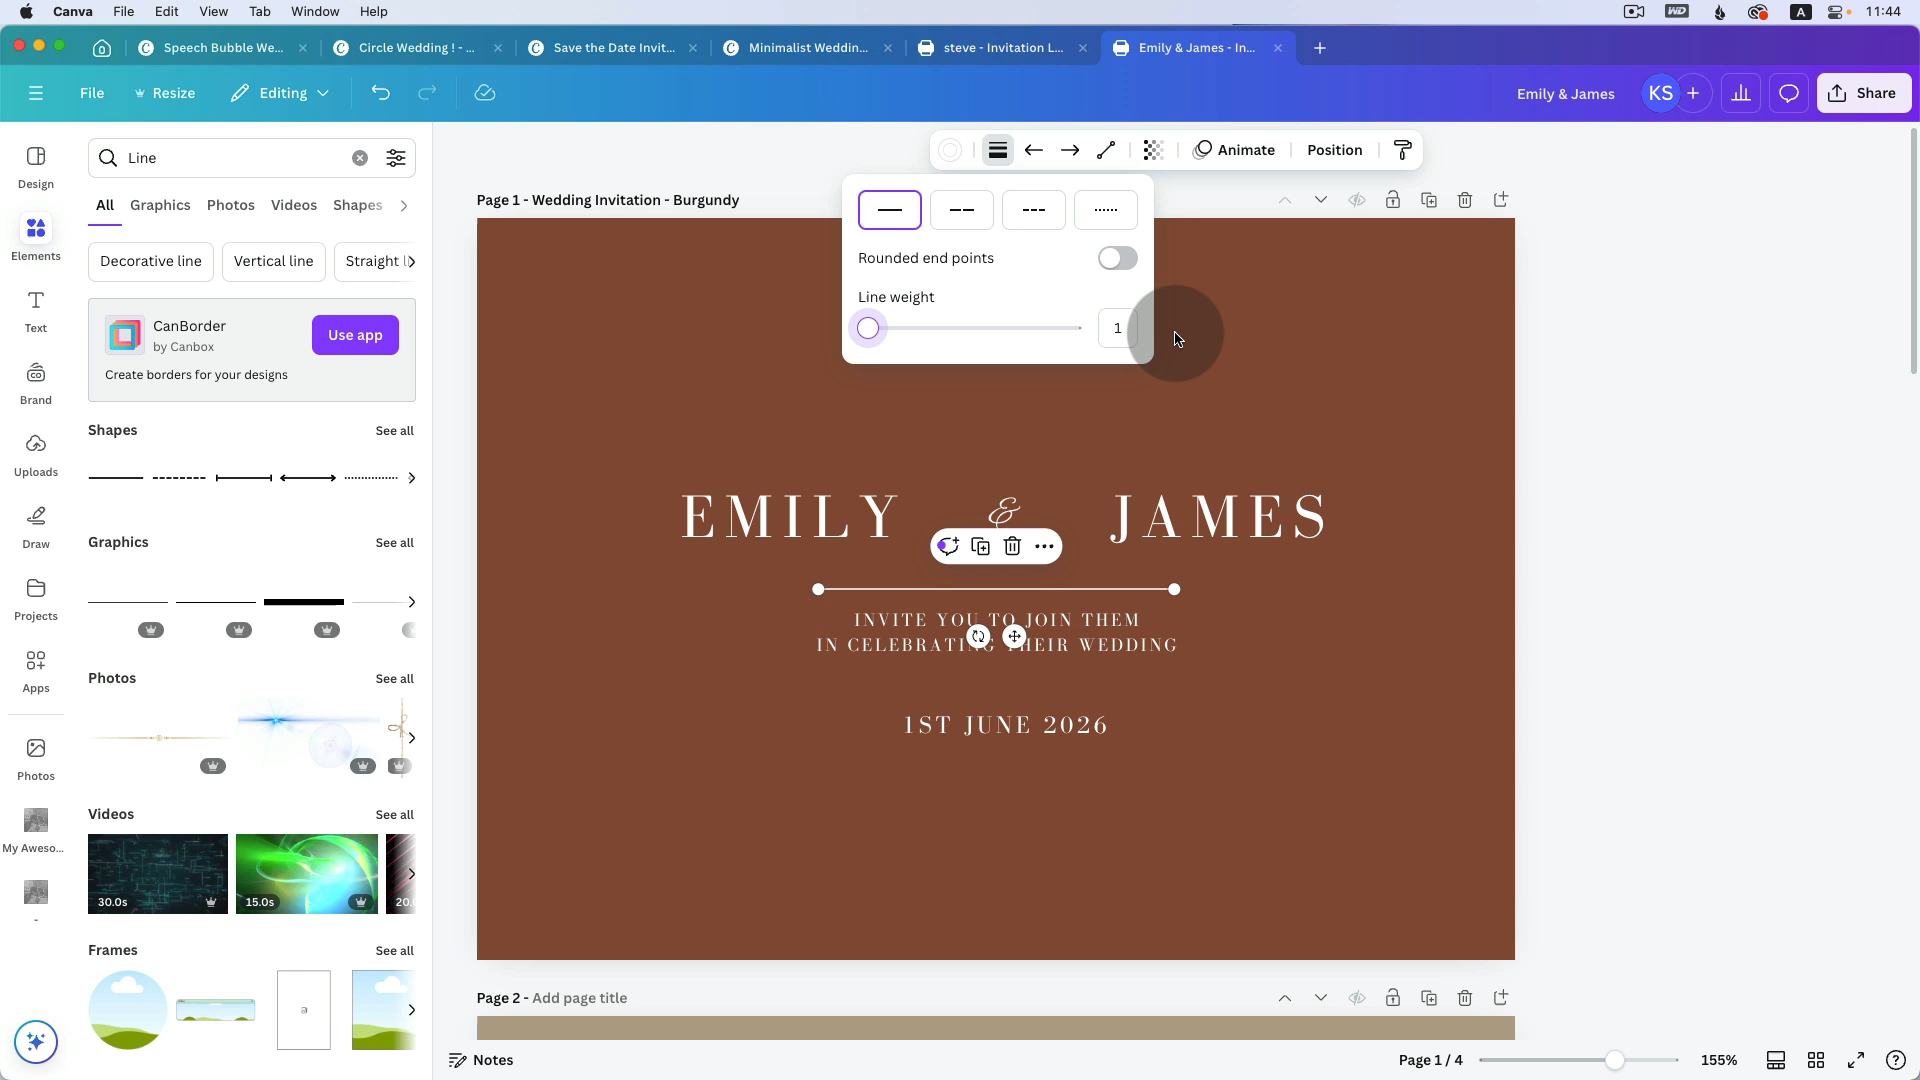 Canva File Edit View Tab Window Help A 11:44
Speech Bubble We... Circle Wedding ! - ... Save the Date Invit... Minimalist Weddin... steve - Invitation L... Emily & James - In...
File Resize Editing Emily & James KS Share
Design
Elements
Text
Brand
Uploads
Draw
Projects
Apps
Photos
My Aweso...
-
Line
All Graphics Photos Videos Shapes
Decorative line Vertical line Straight
CanBorder
by Canbox
Use app
Create borders for your designs
Shapes See all
Graphics See all
Photos See all
Videos See all
30.0s 15.0s
Frames See all
Animate Position
Page 1 - Wedding Invitation - Burgundy
Rounded end points
Line weight
1
EMILY & JAMES
INVITE YOU TO JOIN THEM
IN CELEBRATING THEIR WEDDING
1ST JUNE 2026
Page 2 - Add page title
Notes Page 1 / 4 155%